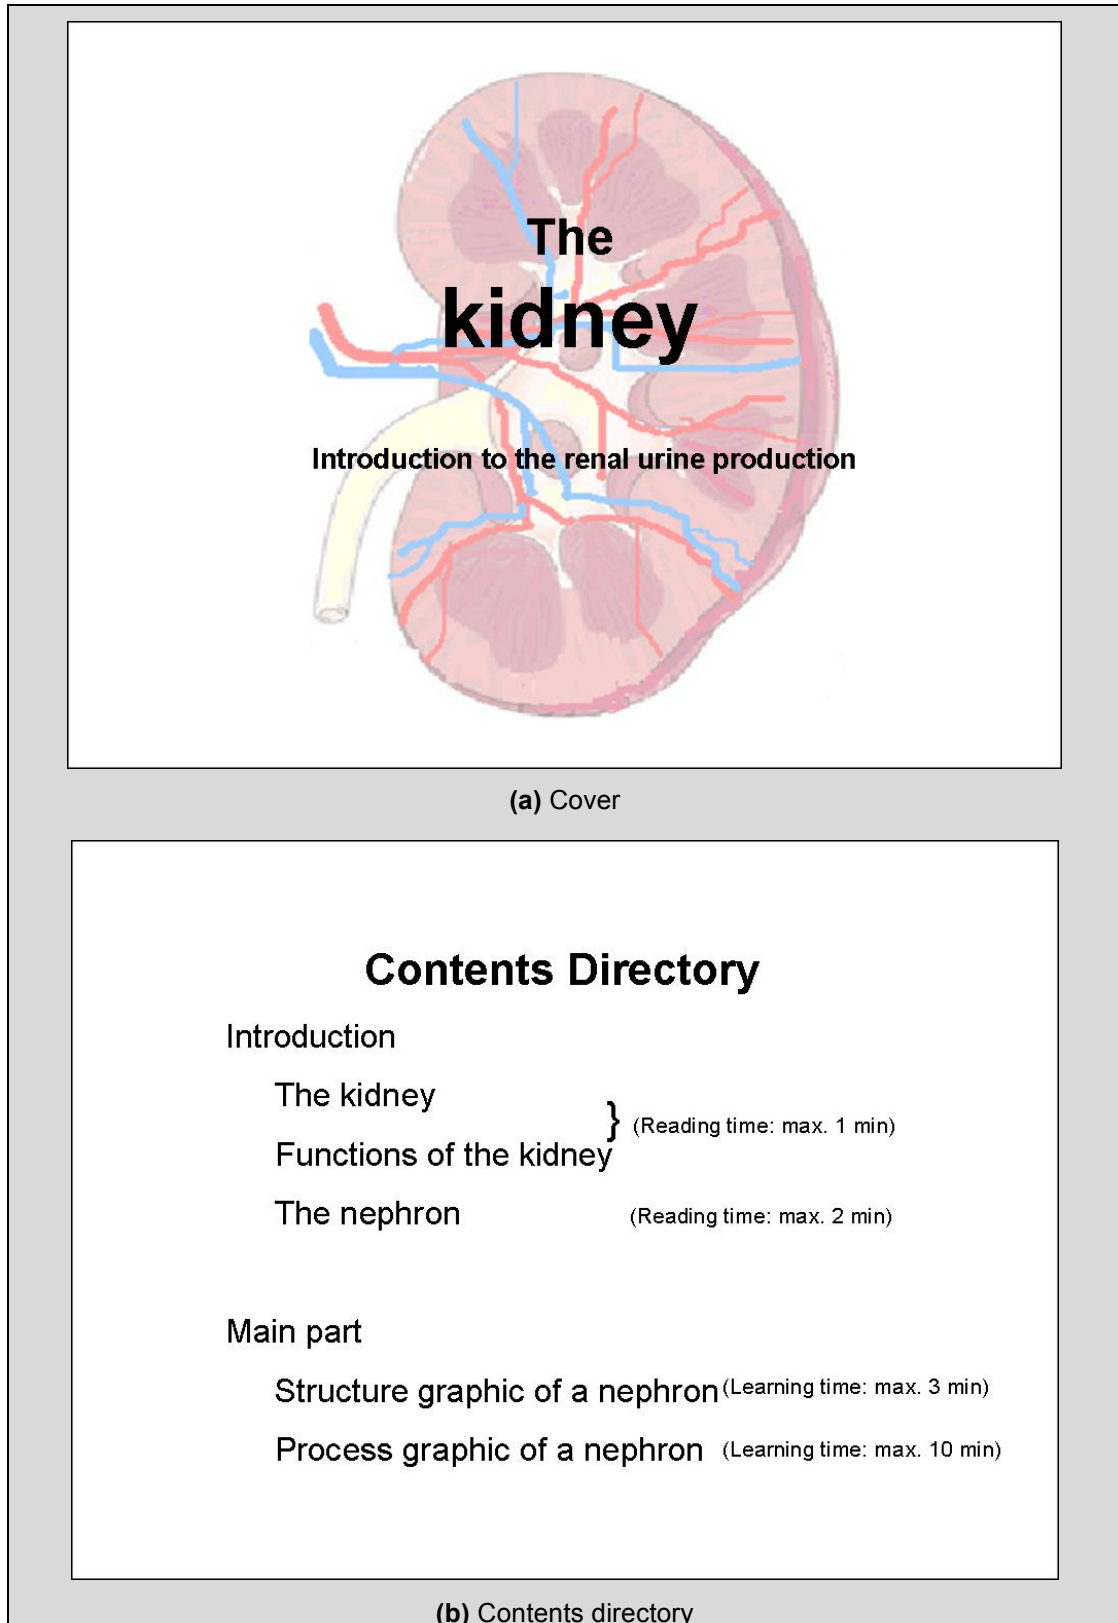 The
kidney
Introduction to the renal urine production
(a) Cover
Contents Directory
Introduction
The kidney
} (Reading time: max. 1 min)
Functions of the kidney
The nephron (Reading time: max. 2 min)
Main part
Structure graphic of a nephron (Learning time: max. 3 min)
Process graphic of a nephron (Learning time: max. 10 min)
(b) Contents directory